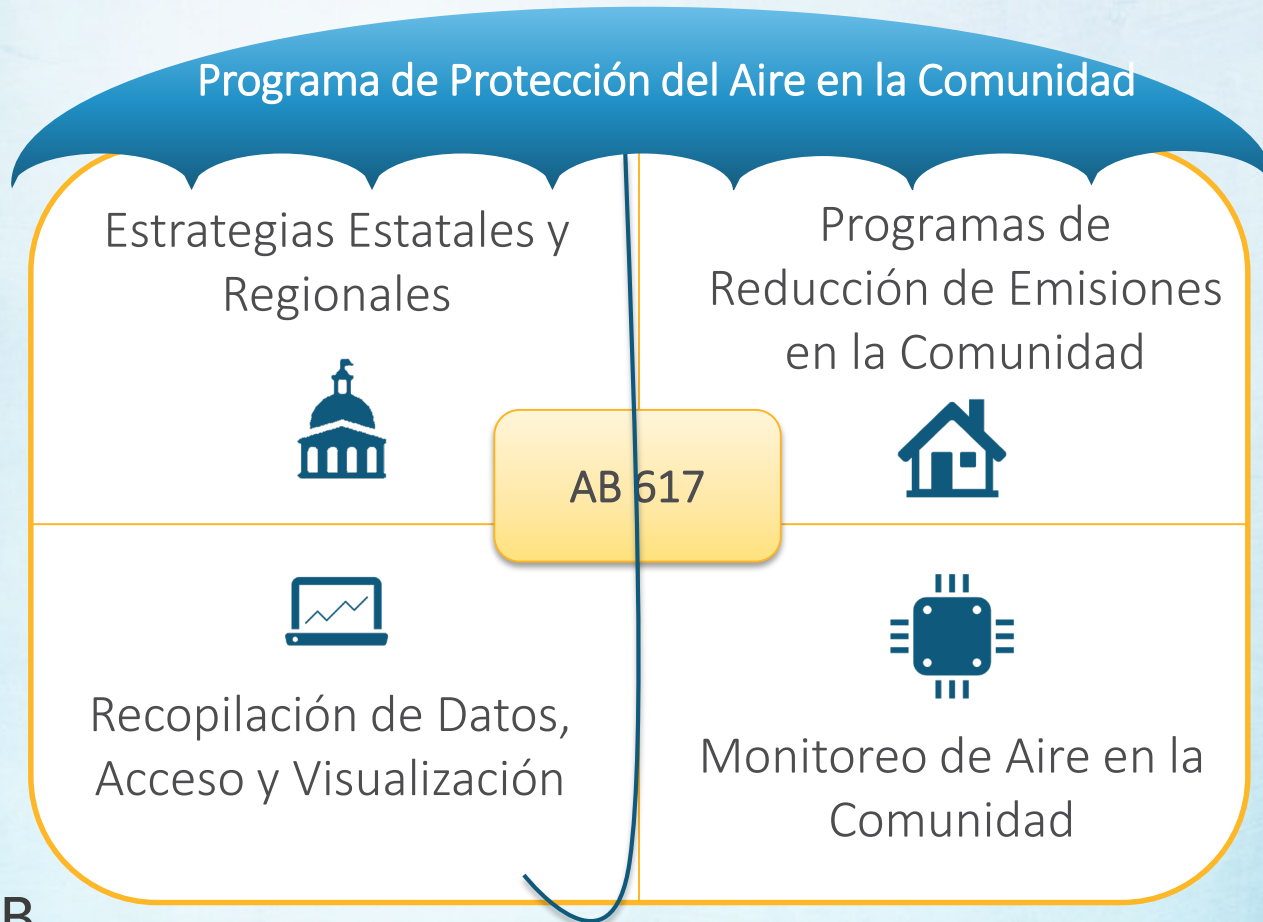 Programa de Protección del Aire en la Comunidad
Estrategias Estatales y
Regionales
Programas de
Reducción de Emisiones
en la Comunidad
AB 617
Recopilación de Datos,
Acceso y Visualización
Monitoreo de Aire en la
Comunidad
B